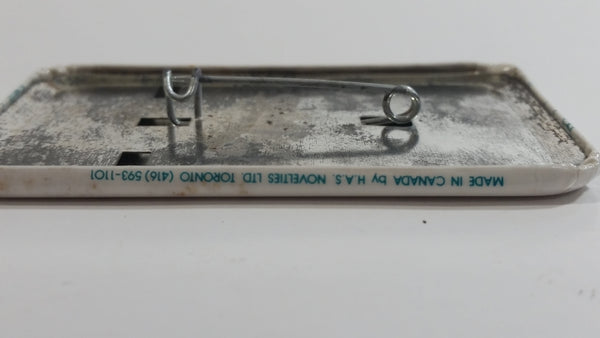 MADE IN CANADA by H.A.S. NOVELTIES LTD. TORONTO (416) 593-1101